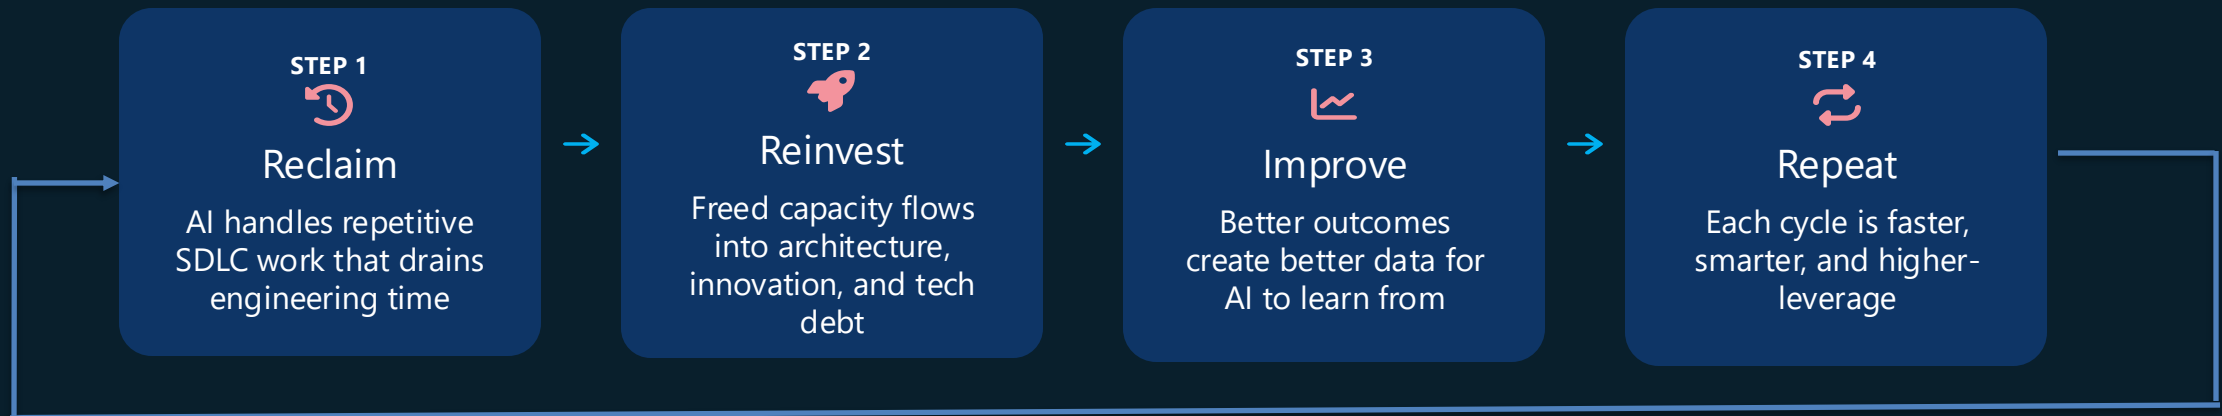 STEP 1
Reclaim
AI handles repetitive
SDLC work that drains
engineering time
STEP 2
Reinvest
Freed capacity flows
into architecture,
innovation, and tech
debt
STEP 3
Improve
Better outcomes
create better data for
AI to learn from
STEP 4
Repeat
Each cycle is faster,
smarter, and higher-
leverage